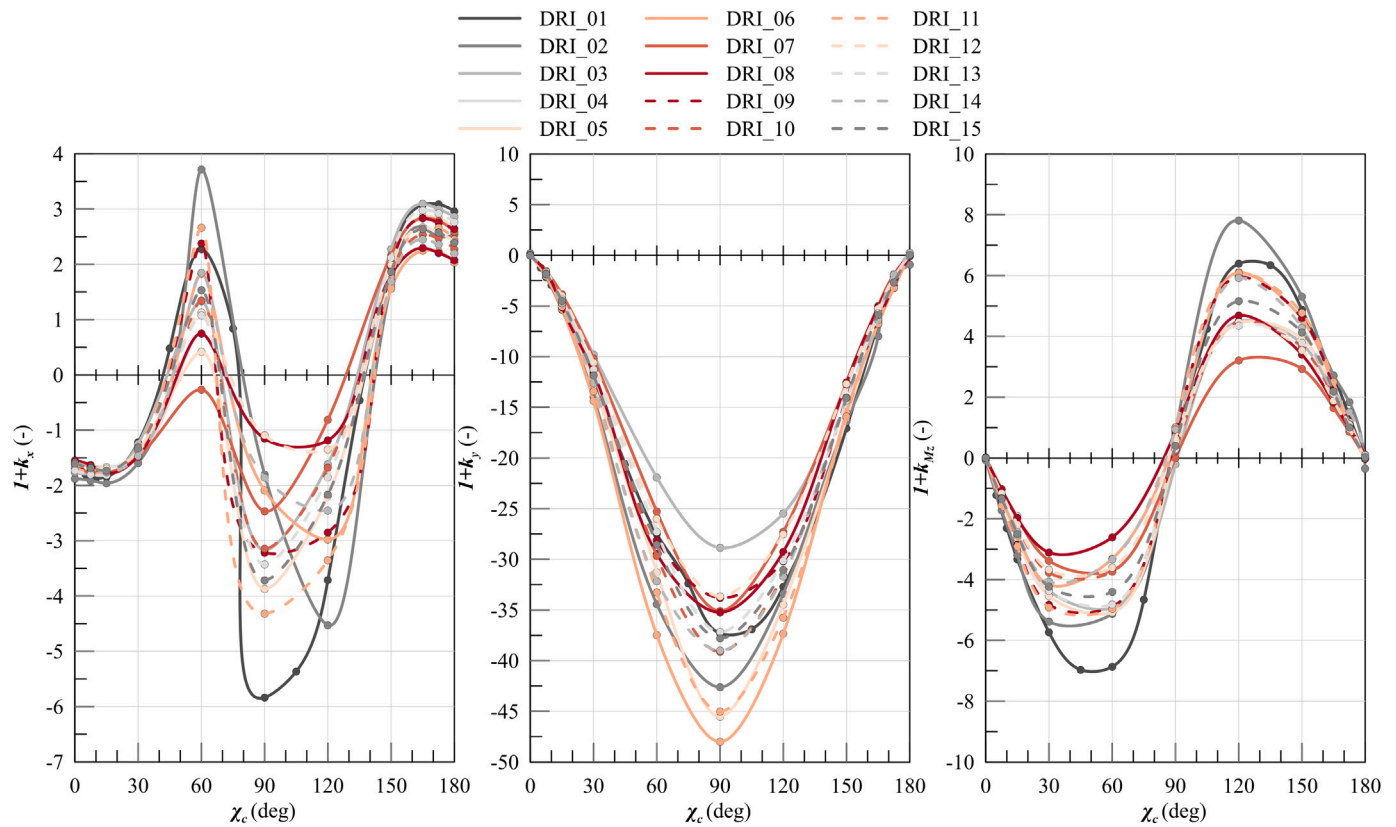 DRI_01 DRI_06 DRI_11
DRI_02 DRI_07 DRI_12
DRI_03 DRI_08 DRI_13
DRI_04 DRI_09 DRI_14
DRI_05 DRI_10 DRI_15
1+kx (-)
4
3
2
1
0
-1
-2
-3
-4
-5
-6
-7
0 30 60 90 120 150 180
χc (deg)
1+ky (-)
10
5
0
-5
-10
-15
-20
-25
-30
-35
-40
-45
-50
0 30 60 90 120 150 180
χc (deg)
1+kMz (-)
10
8
6
4
2
0
-2
-4
-6
-8
-10
0 30 60 90 120 150 180
χc (deg)